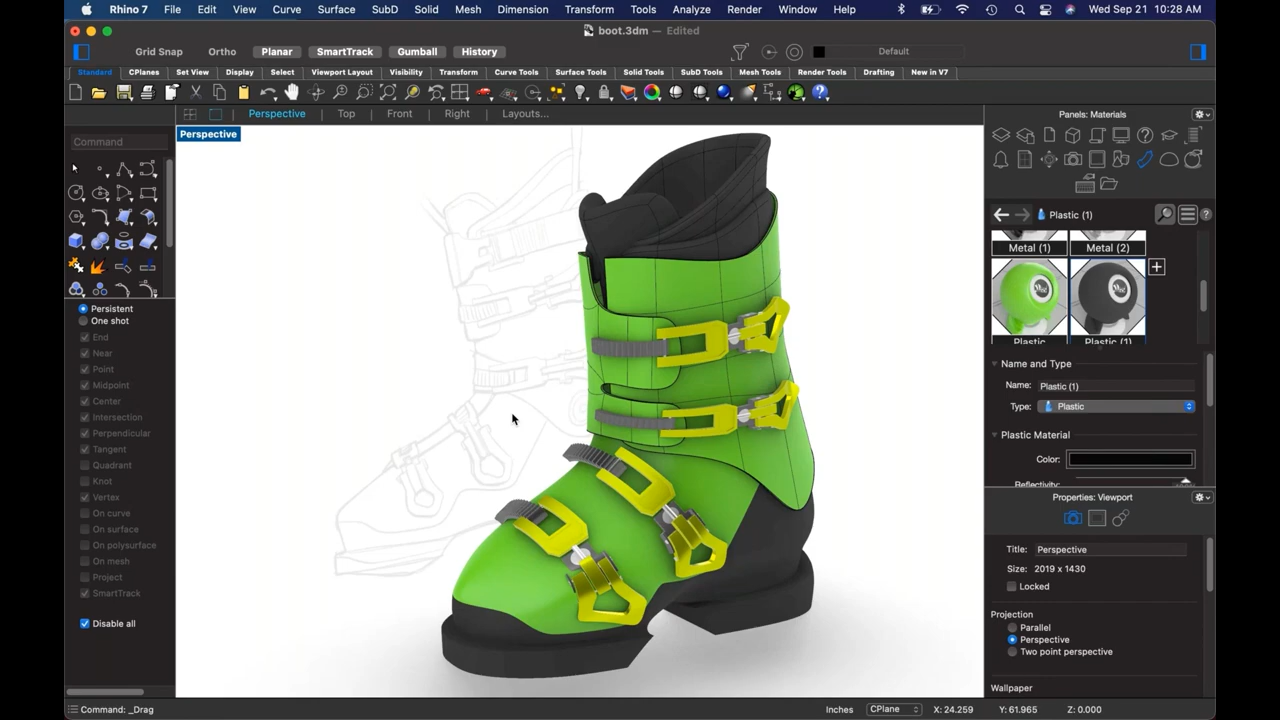 Rhino 7 File Edit View Curve Surface SubD Solid Mesh Dimension Transform Tools Analyze Render Window Help Wed Sep 21 10:28 AM
boot.3dm — Edited
Grid Snap Ortho Planar SmartTrack Gumball History Default
Standard CPlanes Set View Display Select Viewport Layout Visibility Transform Curve Tools Surface Tools Solid Tools SubD Tools Mesh Tools Render Tools Drafting New in V7
Perspective Top Front Right Layouts...
Panels: Materials
Perspective
Command
Plastic (1)
Metal (1) Metal (2)
Plastic Plastic (1)
Persistent
One shot
End
Near
Point
Midpoint
Center
Intersection
Perpendicular
Tangent
Quadrant
Knot
Vertex
On curve
On surface
On polysurface
On mesh
Project
SmartTrack
Disable all
Name and Type
Name: Plastic (1)
Type: Plastic
Plastic Material
Color:
Reflectivity:
Properties: Viewport
Title: Perspective
Size: 2019 x 1430
Locked
Projection
Parallel
Perspective
Two point perspective
Wallpaper
Command: _Drag
Inches CPlane X: 24.259 Y: 61.965 Z: 0.000